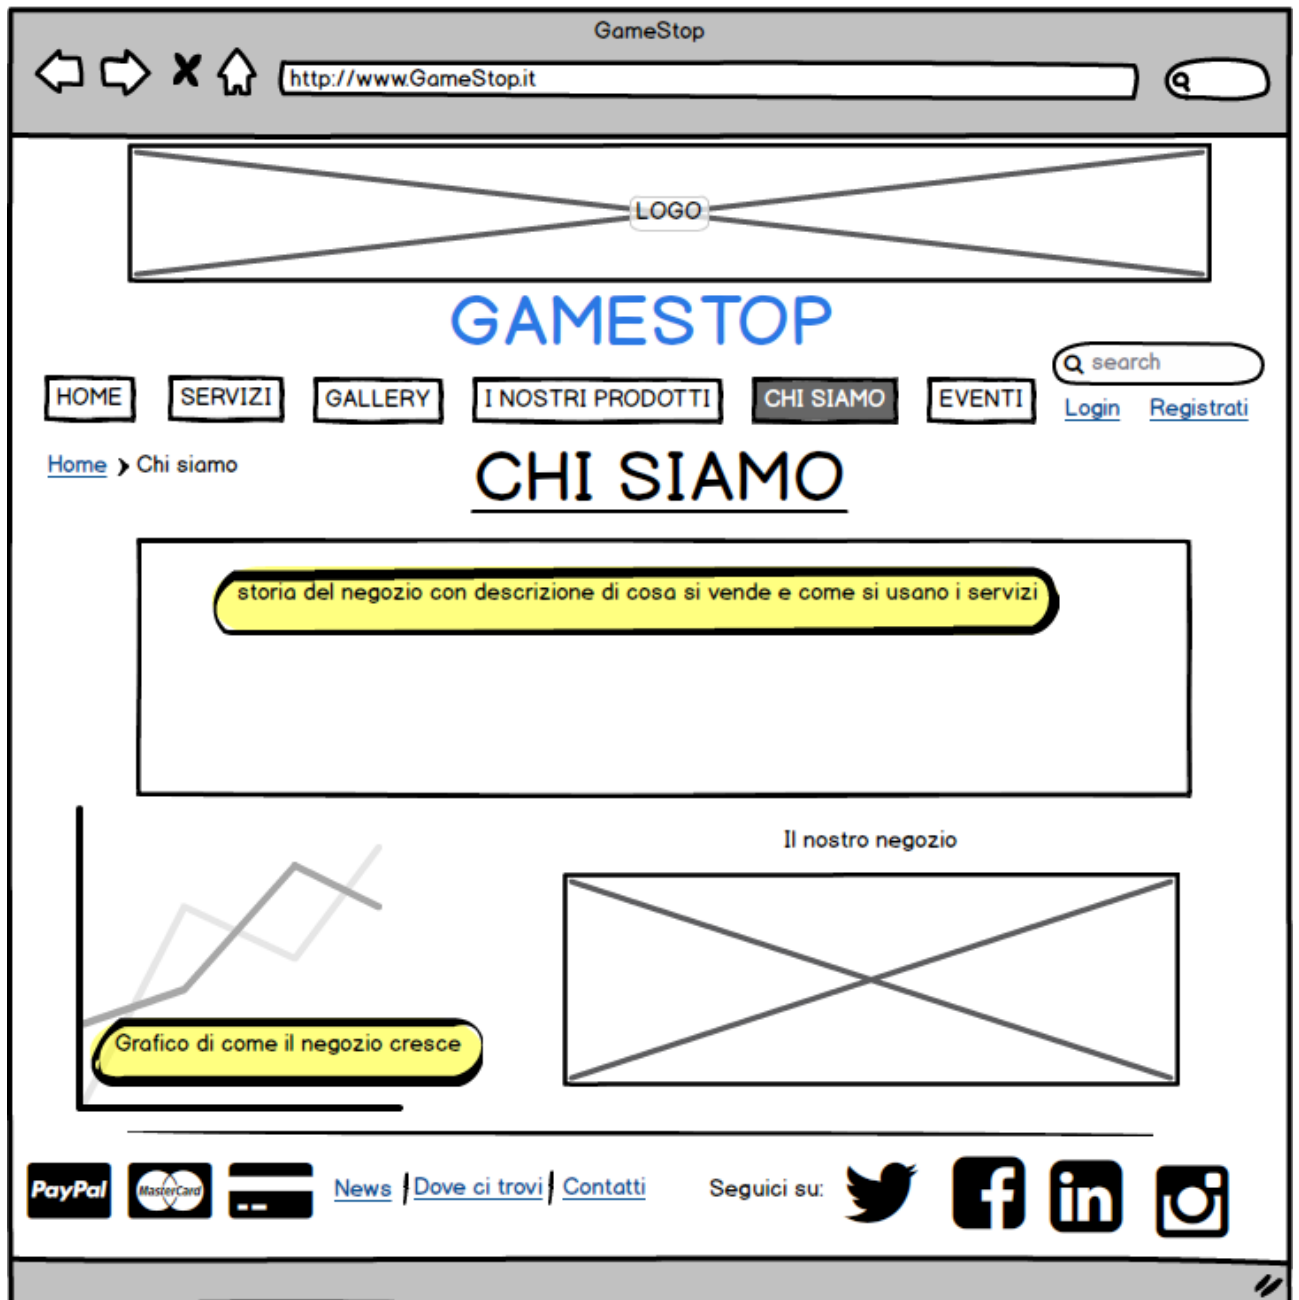 GameStop
http://www.GameStop.it
LOGO
GAMESTOP
search
HOME
SERVIZI
GALLERY
I NOSTRI PRODOTTI
CHI SIAMO
EVENTI
Login
Registrati
Home
Chi siamo
CHI SIAMO
storia del negozio con descrizione di cosa si vende e come si usano i servizi
Il nostro negozio
Grafico di come il negozio cresce
PayPal
MasterCard
News
Dove ci trovi
Contatti
Seguici su:
f
in